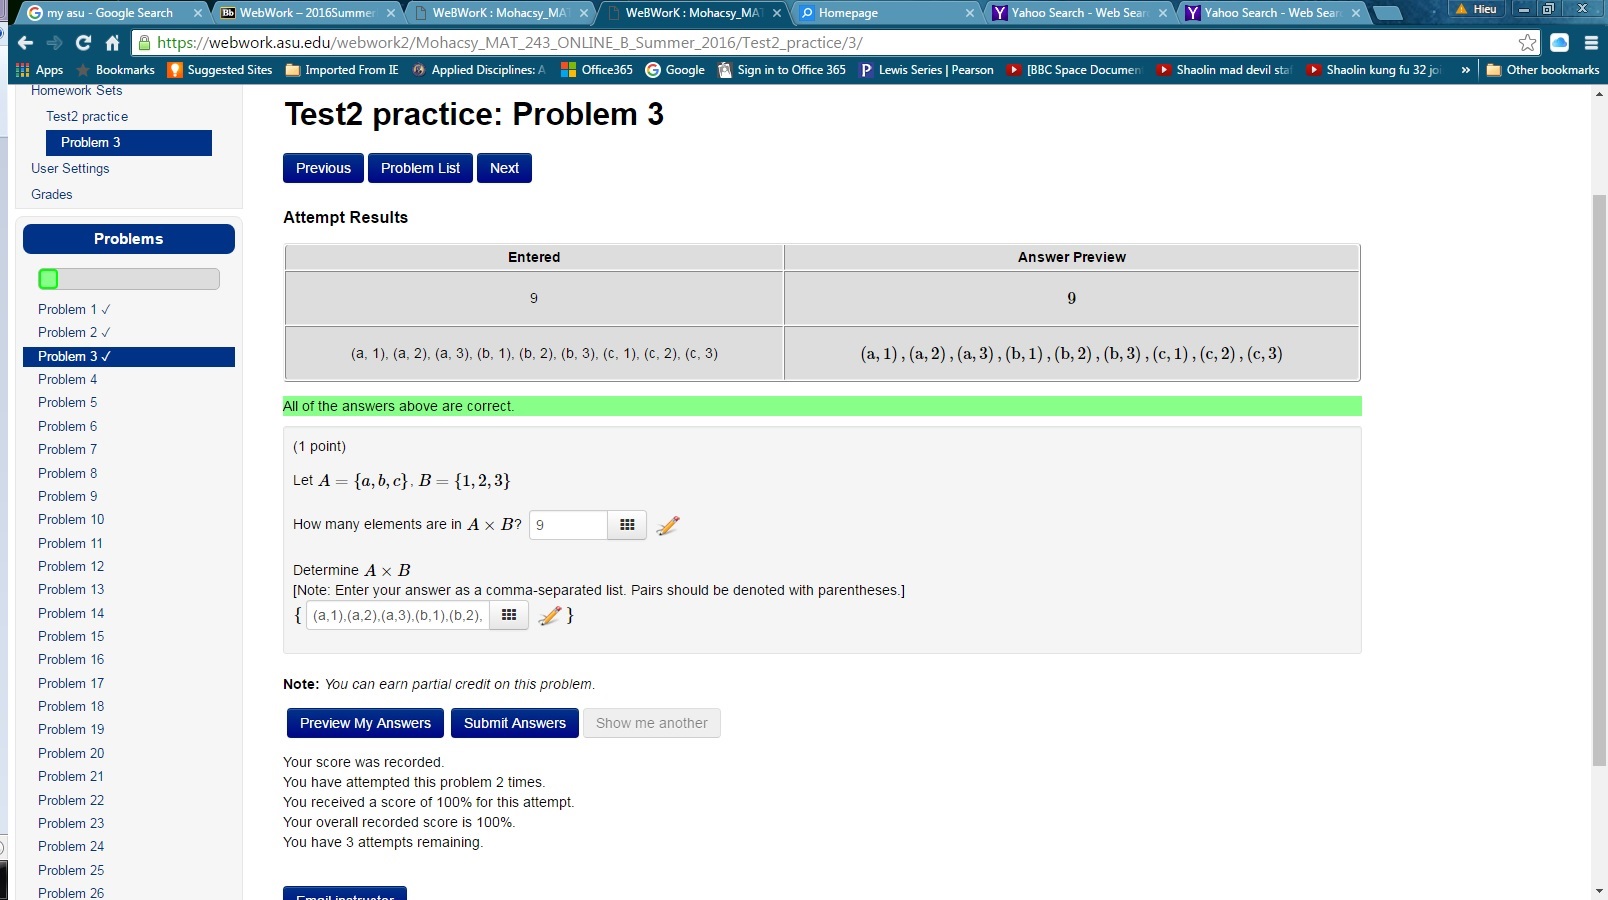 my asu - Google Search
WebWork – 2016Summer
WeBWorK : Mohacsy_MA
WeBWorK : Mohacsy_MA
Homepage
Yahoo Search - Web Sear
Yahoo Search - Web Sear
Hieu
https://webwork.asu.edu/webwork2/Mohacsy_MAT_243_ONLINE_B_Summer_2016/Test2_practice/3/
Apps Bookmarks Suggested Sites Imported From IE Applied Disciplines: A Office365 Google Sign in to Office 365 Lewis Series | Pearson [BBC Space Documen Shaolin mad devil sta Shaolin kung fu 32 joi » Other bookmarks
Homework Sets
Test2 practice
Problem 3
User Settings
Grades
Problems
Problem 1 ✓
Problem 2 ✓
Problem 3 ✓
Problem 4
Problem 5
Problem 6
Problem 7
Problem 8
Problem 9
Problem 10
Problem 11
Problem 12
Problem 13
Problem 14
Problem 15
Problem 16
Problem 17
Problem 18
Problem 19
Problem 20
Problem 21
Problem 22
Problem 23
Problem 24
Problem 25
Problem 26
Test2 practice: Problem 3
Previous Problem List Next
Attempt Results
Entered Answer Preview
9 9
(a, 1), (a, 2), (a, 3), (b, 1), (b, 2), (b, 3), (c, 1), (c, 2), (c, 3) (a, 1) , (a, 2) , (a, 3) , (b, 1) , (b, 2) , (b, 3) , (c, 1) , (c, 2) , (c, 3)
All of the answers above are correct.
(1 point)
Let A = {a, b, c}, B = {1, 2, 3}
How many elements are in A × B? 9
Determine A × B
[Note: Enter your answer as a comma-separated list. Pairs should be denoted with parentheses.]
{ (a,1),(a,2),(a,3),(b,1),(b,2), }
Note: You can earn partial credit on this problem.
Preview My Answers Submit Answers Show me another
Your score was recorded.
You have attempted this problem 2 times.
You received a score of 100% for this attempt.
Your overall recorded score is 100%.
You have 3 attempts remaining.
Email instructor